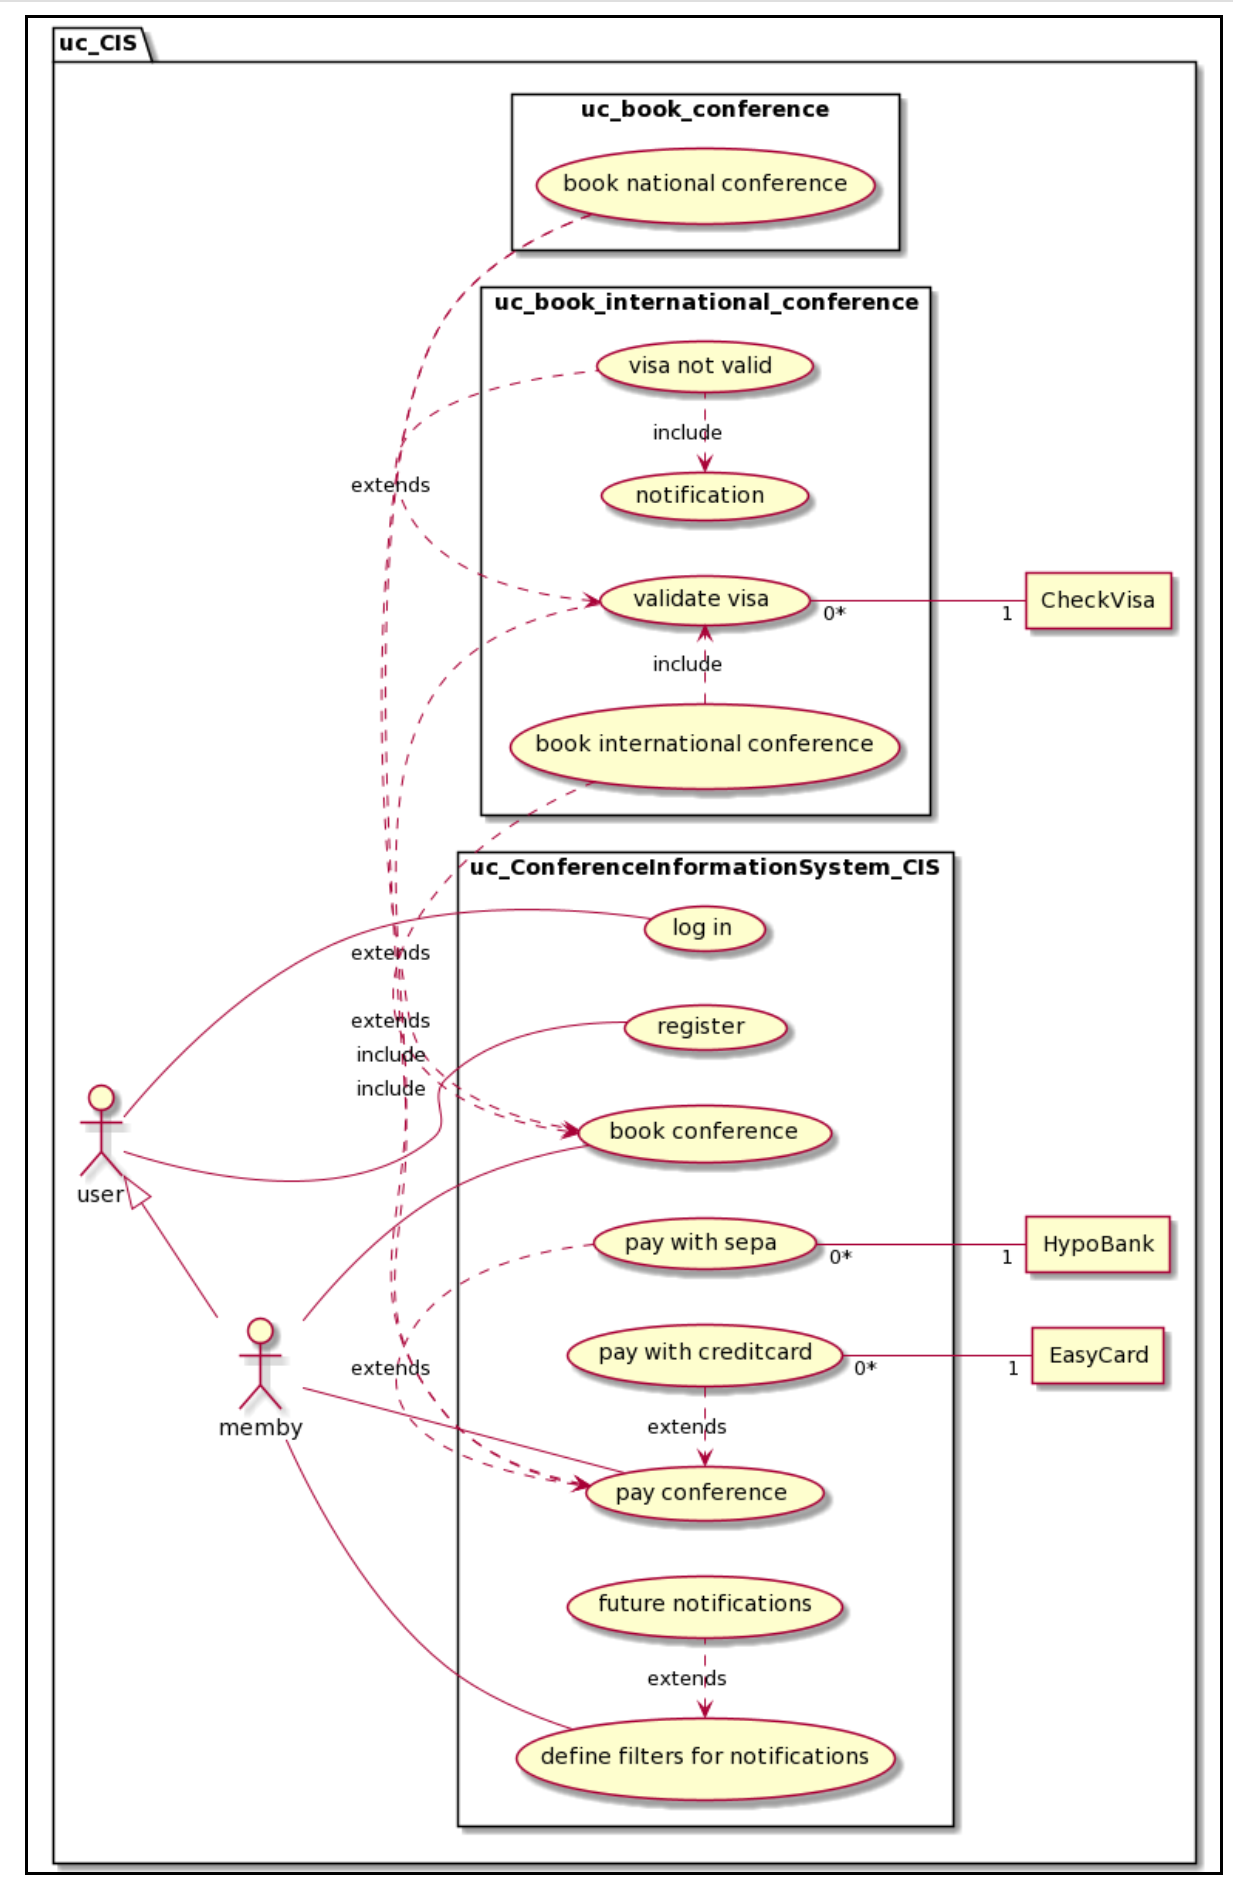 uc_CIS
uc_book_conference
book national conference
uc_book_international_conference
visa not valid
include
extends
notification
validate visa
0*
1
CheckVisa
include
book international conference
uc_ConferenceInformationSystem_CIS
log in
extends
extends
register
include
include
book conference
user
pay with sepa
0*
1
HypoBank
pay with creditcard
0*
1
EasyCard
extends
memby
extends
pay conference
future notifications
extends
define filters for notifications